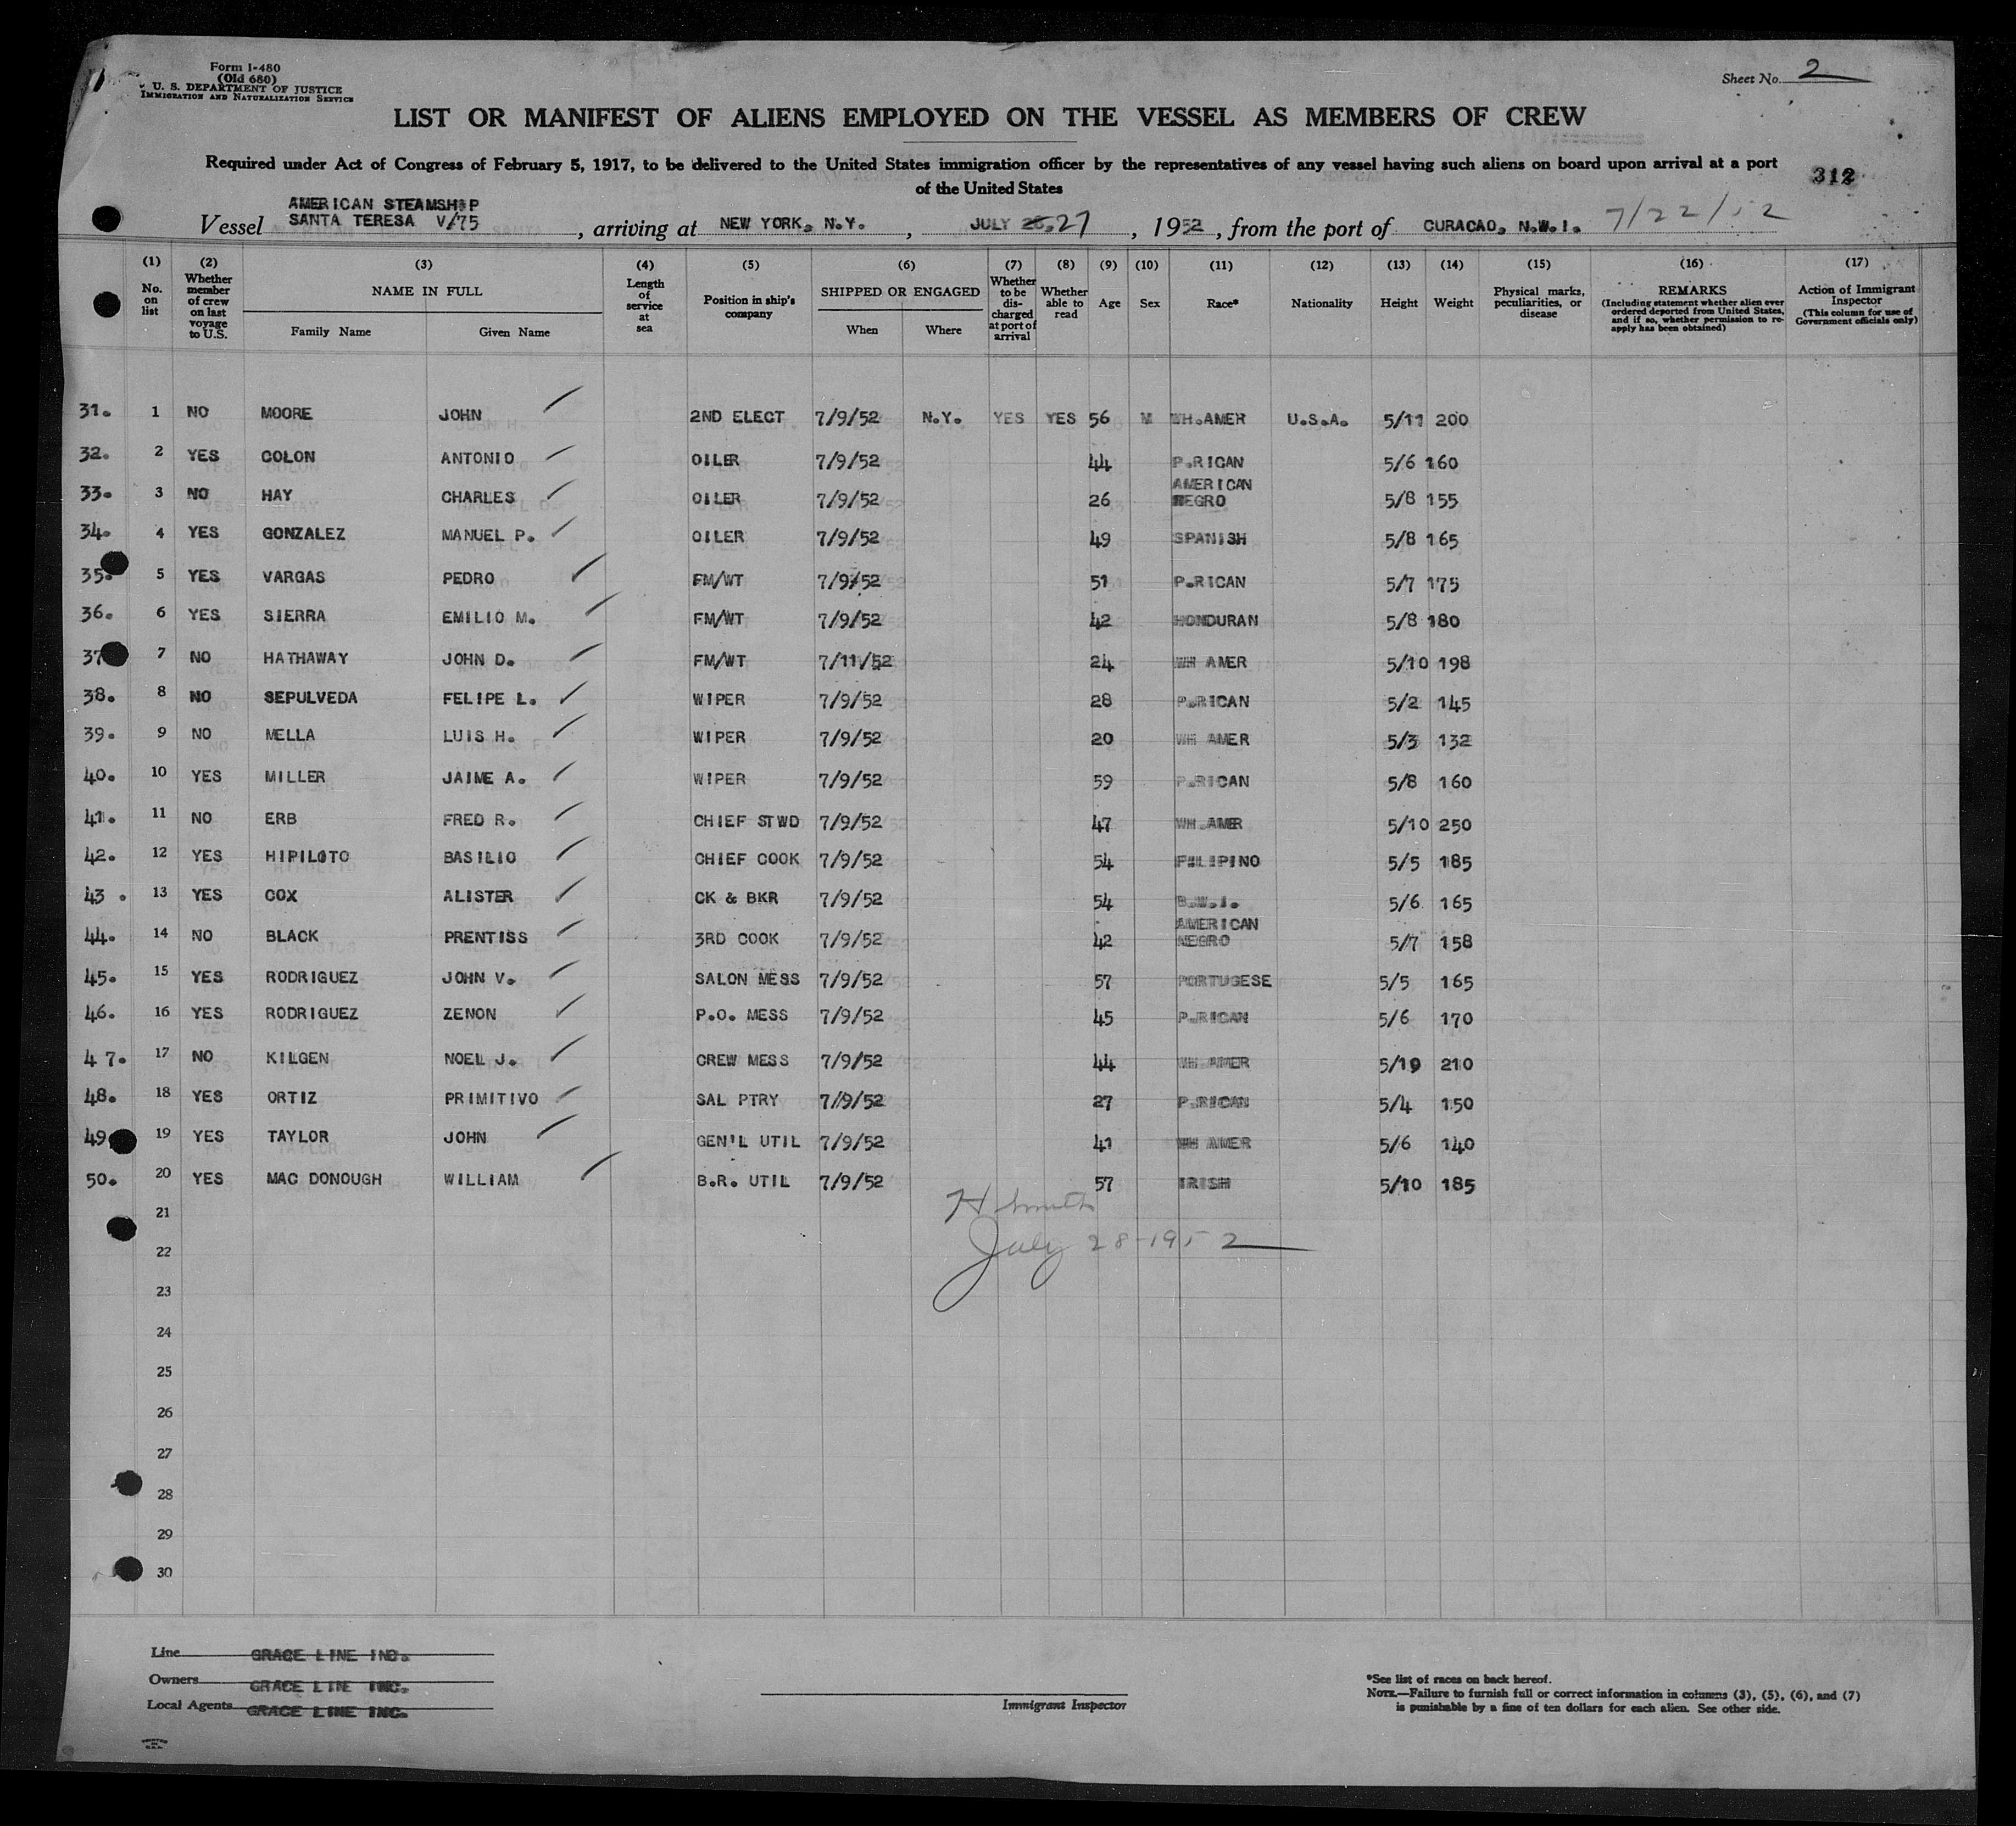 Form I-480
(Old 680)
U. S. DEPARTMENT OF JUSTICE
IMMIGRATION AND NATURALIZATION SERVICE
Sheet No. 2
LIST OR MANIFEST OF ALIENS EMPLOYED ON THE VESSEL AS MEMBERS OF CREW
Required under Act of Congress of February 5, 1917, to be delivered to the United States immigration officer by the representatives of any vessel having such aliens on board upon arrival at a port
of the United States
312
AMERICAN STEAMSHIP
Vessel SANTA TERESA V/75, arriving at NEW YORK, N.Y., JULY 27, 1952, from the port of CURACAO, N.W.I. 7/22/52
(1) No. on list
(2) Whether member of crew on last voyage to U.S.
(3) NAME IN FULL
Family Name Given Name
(4) Length of service at sea
(5) Position in ship's company
(6) SHIPPED OR ENGAGED
When Where
(7) Whether to be discharged at port of arrival
(8) Whether able to read
(9) Age
(10) Sex
(11) Race*
(12) Nationality
(13) Height
(14) Weight
(15) Physical marks, peculiarities, or disease
(16) REMARKS
(Including statement whether alien ever ordered deported from United States, and if so, whether permission to re-apply has been obtained)
(17) Action of Immigrant Inspector
(This column for use of Government officials only)
31. 1 NO MOORE JOHN 2ND ELECT 7/9/52 N.Y. YES YES 56 M WH.AMER U.S.A. 5/11 200
32. 2 YES COLON ANTONIO OILER 7/9/52 44 P.RICAN 5/6 160
33. 3 NO HAY CHARLES OILER 7/9/52 26 AMERICAN NEGRO 5/8 155
34. 4 YES GONZALEZ MANUEL P. OILER 7/9/52 49 SPANISH 5/8 165
35. 5 YES VARGAS PEDRO FM/WT 7/9/52 51 P.RICAN 5/7 175
36. 6 YES SIERRA EMILIO M. FM/WT 7/9/52 42 HONDURAN 5/8 180
37 7 NO HATHAWAY JOHN D. FM/WT 7/11/52 24 WH AMER 5/10 198
38. 8 NO SEPULVEDA FELIPE L. WIPER 7/9/52 28 P.RICAN 5/2 145
39. 9 NO MELLA LUIS H. WIPER 7/9/52 20 WH AMER 5/3 132
40. 10 YES MILLER JAIME A. WIPER 7/9/52 59 P.RICAN 5/8 160
41. 11 NO ERB FRED R. CHIEF STWD 7/9/52 47 WH.AMER 5/10 250
42. 12 YES HIPILOTO BASILIO CHIEF COOK 7/9/52 54 FILIPINO 5/5 185
43 . 13 YES COX ALISTER CK & BKR 7/9/52 54 B.W.I. 5/6 165
44. 14 NO BLACK PRENTISS 3RD COOK 7/9/52 42 AMERICAN NEGRO 5/7 158
45. 15 YES RODRIGUEZ JOHN V. SALON MESS 7/9/52 57 PORTUGESE 5/5 165
46. 16 YES RODRIGUEZ ZENON P.O. MESS 7/9/52 45 P.RICAN 5/6 170
4 7. 17 NO KILGEN NOEL J. CREW MESS 7/9/52 44 WH.AMER 5/10 210
48. 18 YES ORTIZ PRIMITIVO SAL PTRY 7/9/52 27 P.RICAN 5/4 150
49 19 YES TAYLOR JOHN GEN'L UTIL 7/9/52 41 WH AMER 5/6 140
50. 20 YES MAC DONOUGH WILLIAM B.R. UTIL 7/9/52 57 IRISH 5/10 185
21
H Smith
22
July 28-1952
23
24
25
26
27
28
29
30
Line GRACE LINE INC.
Owners GRACE LINE INC.
Local Agents GRACE LINE INC.
Immigrant Inspector
*See list of races on back hereof.
NOTE.—Failure to furnish full or correct information in columns (3), (5), (6), and (7)
is punishable by a fine of ten dollars for each alien. See other side.
PRINTED IN U.S.A.